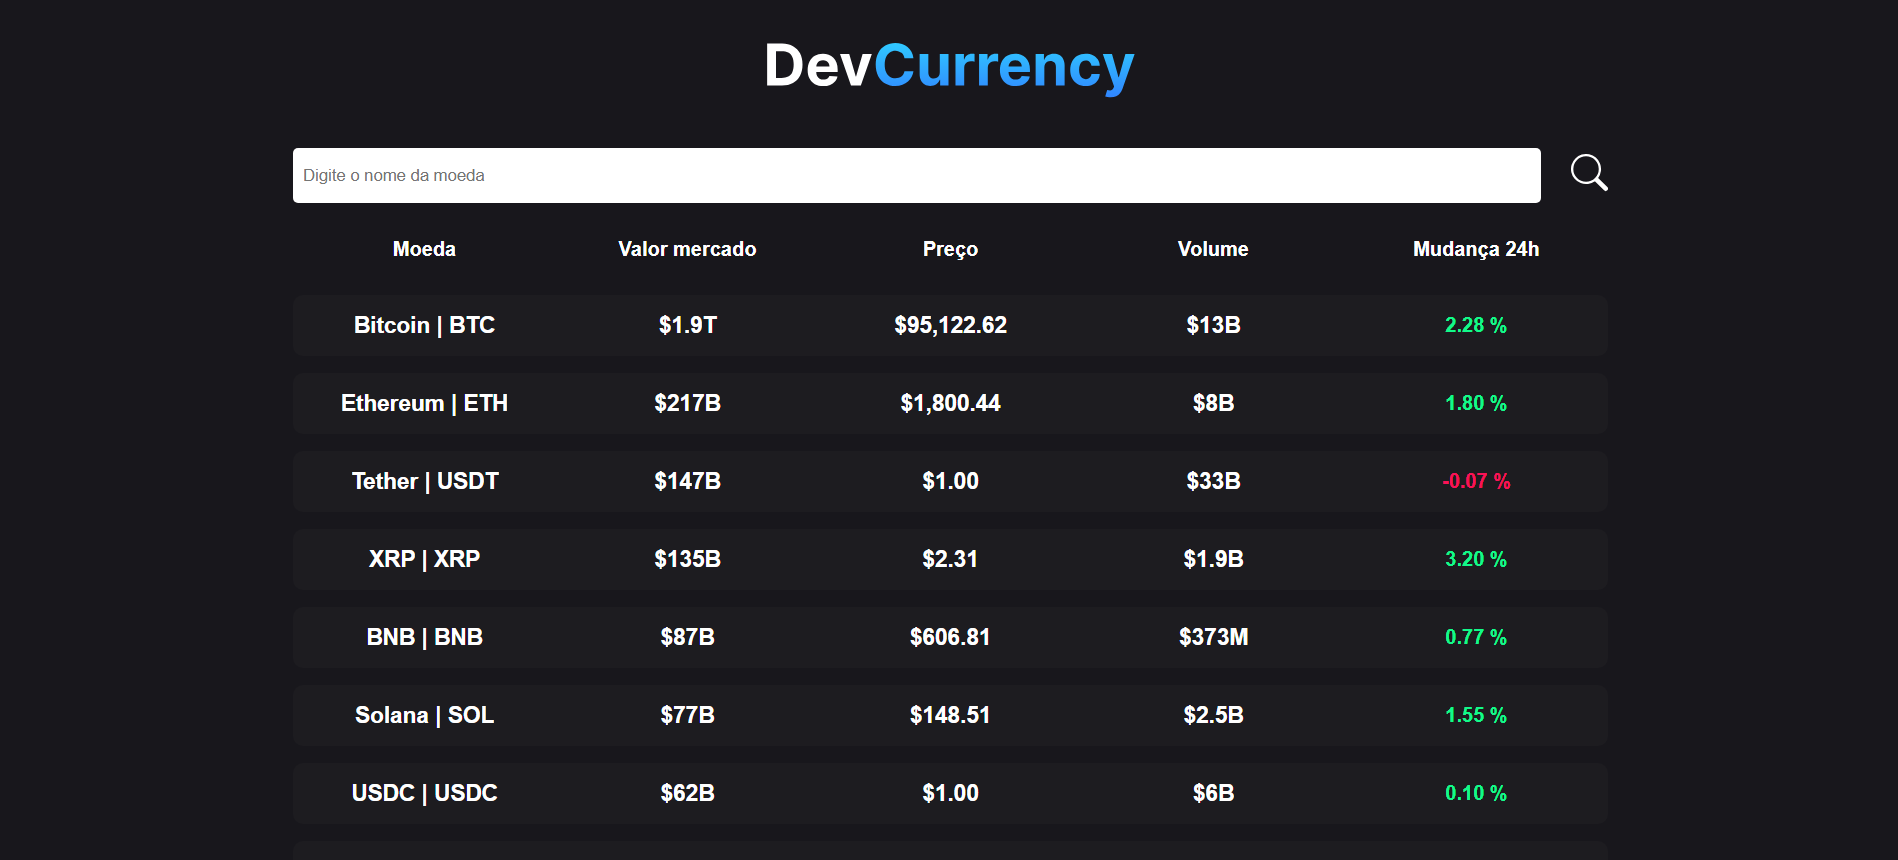 DevCurrency
Digite o nome da moeda
Moeda Valor mercado Preço Volume Mudança 24h
Bitcoin | BTC $1.9T $95,122.62 $13B 2.28 %
Ethereum | ETH $217B $1,800.44 $8B 1.80 %
Tether | USDT $147B $1.00 $33B -0.07 %
XRP | XRP $135B $2.31 $1.9B 3.20 %
BNB | BNB $87B $606.81 $373M 0.77 %
Solana | SOL $77B $148.51 $2.5B 1.55 %
USDC | USDC $62B $1.00 $6B 0.10 %